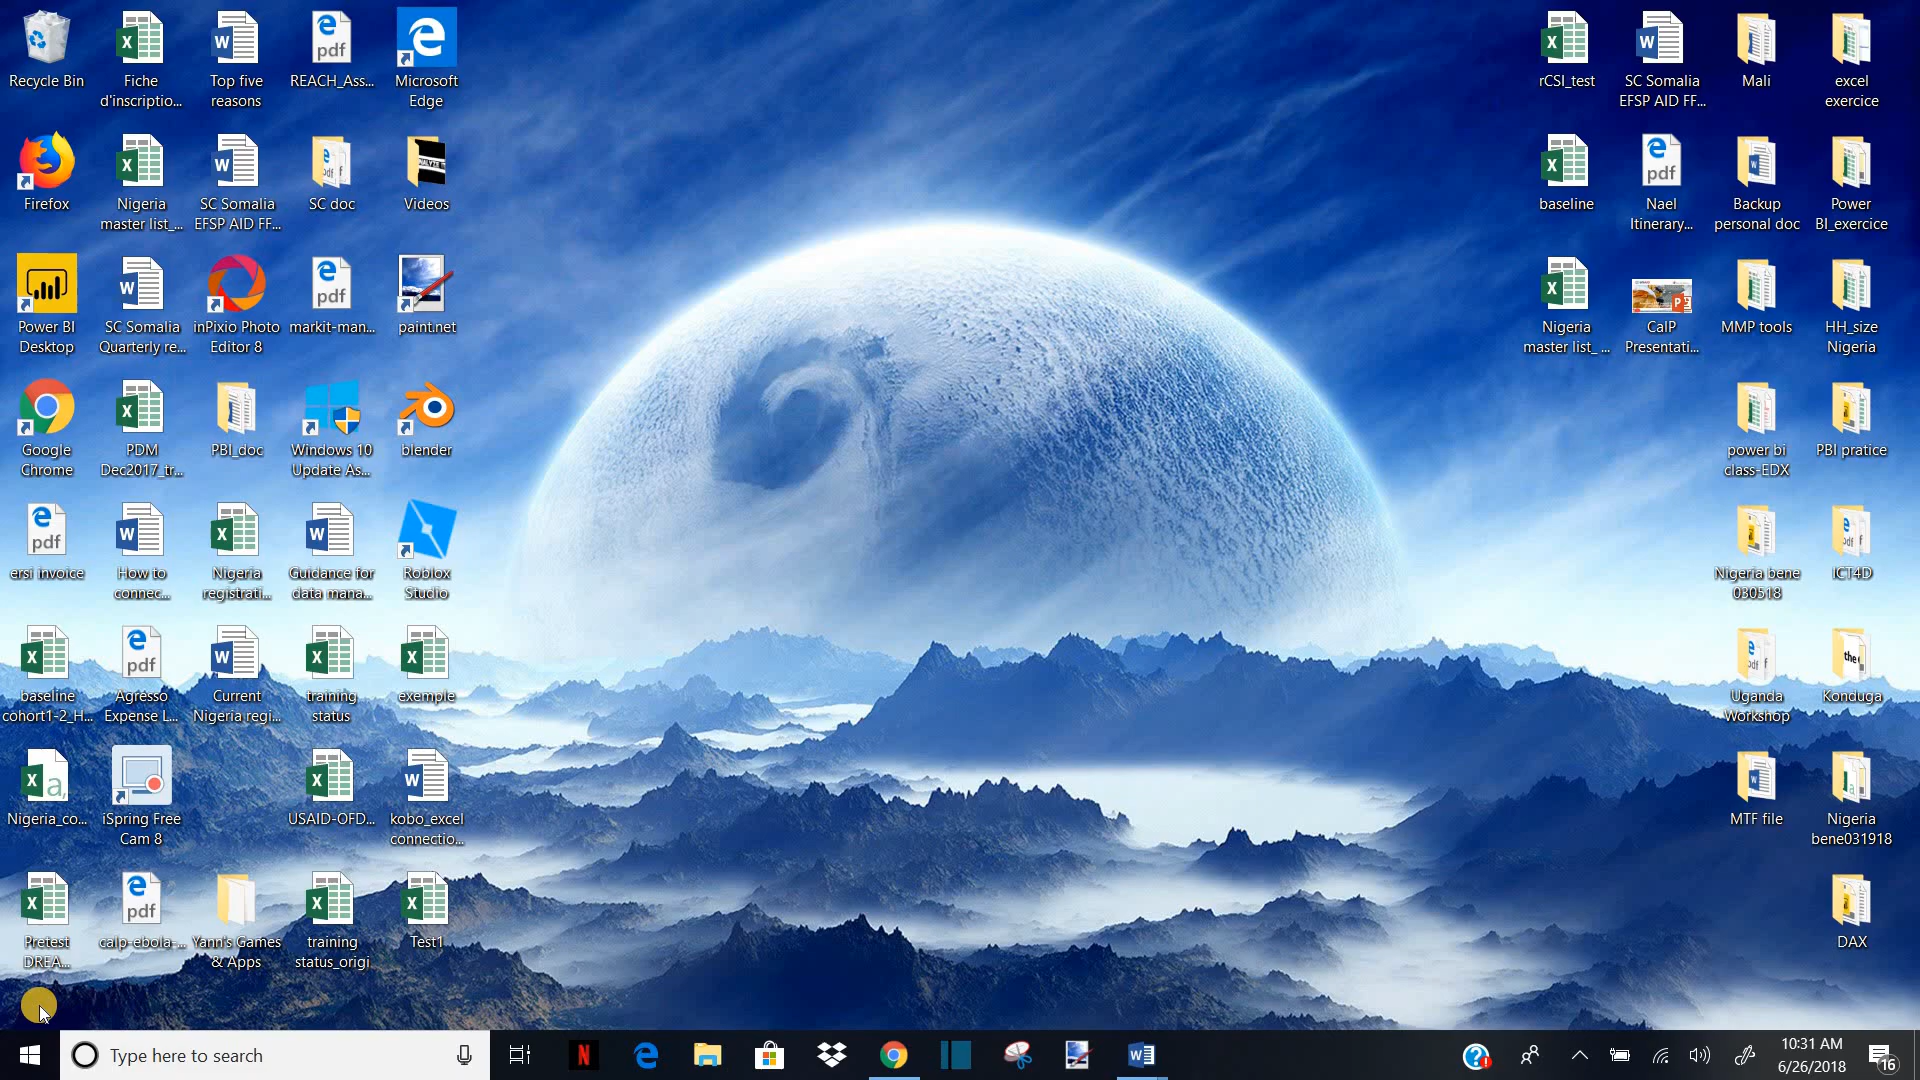 Recycle Bin
Fiche
d'inscriptio...
Top five
reasons
REACH_Ass...
Microsoft
Edge
Firefox
Nigeria
master list_...
SC Somalia
EFSP AID FF...
SC doc
Videos
Power BI
Desktop
SC Somalia
Quarterly re...
inPixio Photo
Editor 8
markit-man...
paint.net
Google
Chrome
PDM
Dec2017_tr...
PBI_doc
Windows 10
Update As...
blender
ersi invoice
How to
connec...
Nigeria
registrati...
Guidance for
data mana...
Roblox
Studio
baseline
cohort1-2_H...
Agresso
Expense L...
Current
Nigeria regi...
training
status
exemple
Nigeria_co...
iSpring Free
Cam 8
USAID-OFD...
kobo_excel
connectio...
Pretest
DREA...
calp-ebola-...
Yann's Games
& Apps
training
status_origi
Test1
rCSI_test
SC Somalia
EFSP AID FF...
Mali
excel
exercice
baseline
Nael
Itinerary...
Backup
personal doc
Power
BI_exercice
Nigeria
master list_...
CalP
Presentati...
MMP tools
HH_size
Nigeria
power bi
class-EDX
PBI pratice
Nigeria bene
030518
ICT4D
Uganda
Workshop
Konduga
MTF file
Nigeria
bene031918
DAX
Type here to search
10:31 AM
6/26/2018
16